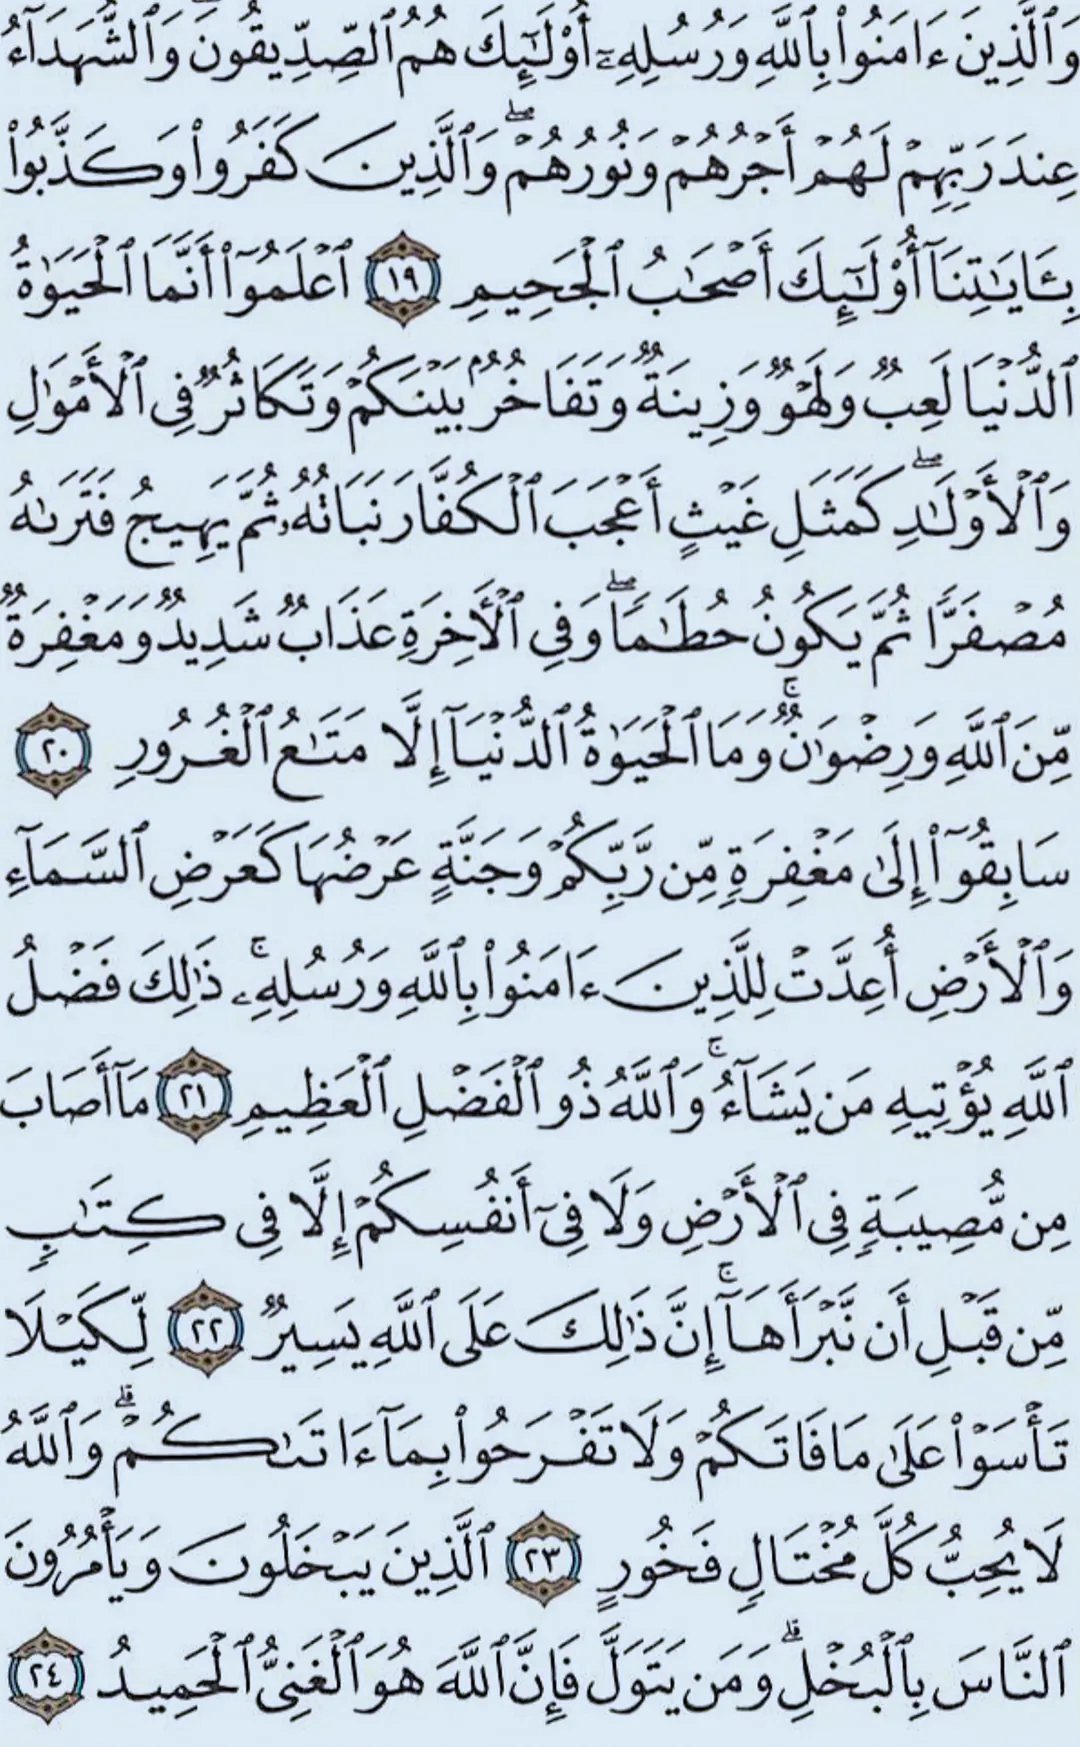 وَٱلَّذِينَ ءَامَنُوا۟ بِٱللَّهِ وَرُسُلِهِۦٓ أُو۟لَـٰٓئِكَ هُمُ ٱلصِّدِّيقُونَ ۖ وَٱلشُّهَدَآءُ
عِندَ رَبِّهِمْ لَهُمْ أَجْرُهُمْ وَنُورُهُمْ ۖ وَٱلَّذِينَ كَفَرُوا۟ وَكَذَّبُوا۟
بِـَٔايَـٰتِنَآ أُو۟لَـٰٓئِكَ أَصْحَـٰبُ ٱلْجَحِيمِ ١٩ ٱعْلَمُوٓا۟ أَنَّمَا ٱلْحَيَوٰةُ
ٱلدُّنْيَا لَعِبٌ وَلَهْوٌ وَزِينَةٌ وَتَفَاخُرٌۢ بَيْنَكُمْ وَتَكَاثُرٌ فِى ٱلْأَمْوَٰلِ
وَٱلْأَوْلَـٰدِ ۖ كَمَثَلِ غَيْثٍ أَعْجَبَ ٱلْكُفَّارَ نَبَاتُهُۥ ثُمَّ يَهِيجُ فَتَرَىٰهُ
مُصْفَرًّا ثُمَّ يَكُونُ حُطَـٰمًا ۖ وَفِى ٱلْـَٔاخِرَةِ عَذَابٌ شَدِيدٌ وَمَغْفِرَةٌ
مِّنَ ٱللَّهِ وَرِضْوَٰنٌ ۚ وَمَا ٱلْحَيَوٰةُ ٱلدُّنْيَآ إِلَّا مَتَـٰعُ ٱلْغُرُورِ ٢٠
سَابِقُوٓا۟ إِلَىٰ مَغْفِرَةٍ مِّن رَّبِّكُمْ وَجَنَّةٍ عَرْضُهَا كَعَرْضِ ٱلسَّمَآءِ
وَٱلْأَرْضِ أُعِدَّتْ لِلَّذِينَ ءَامَنُوا۟ بِٱللَّهِ وَرُسُلِهِۦ ۚ ذَٰلِكَ فَضْلُ
ٱللَّهِ يُؤْتِيهِ مَن يَشَآءُ ۚ وَٱللَّهُ ذُو ٱلْفَضْلِ ٱلْعَظِيمِ ٢١ مَآ أَصَابَ
مِن مُّصِيبَةٍ فِى ٱلْأَرْضِ وَلَا فِىٓ أَنفُسِكُمْ إِلَّا فِى كِتَـٰبٍ
مِّن قَبْلِ أَن نَّبْرَأَهَآ ۚ إِنَّ ذَٰلِكَ عَلَى ٱللَّهِ يَسِيرٌ ٢٢ لِّكَيْلَا
تَأْسَوْا۟ عَلَىٰ مَا فَاتَكُمْ وَلَا تَفْرَحُوا۟ بِمَآ ءَاتَىٰكُمْ ۗ وَٱللَّهُ
لَا يُحِبُّ كُلَّ مُخْتَالٍ فَخُورٍ ٢٣ ٱلَّذِينَ يَبْخَلُونَ وَيَأْمُرُونَ
ٱلنَّاسَ بِٱلْبُخْلِ ۗ وَمَن يَتَوَلَّ فَإِنَّ ٱللَّهَ هُوَ ٱلْغَنِىُّ ٱلْحَمِيدُ ٢٤